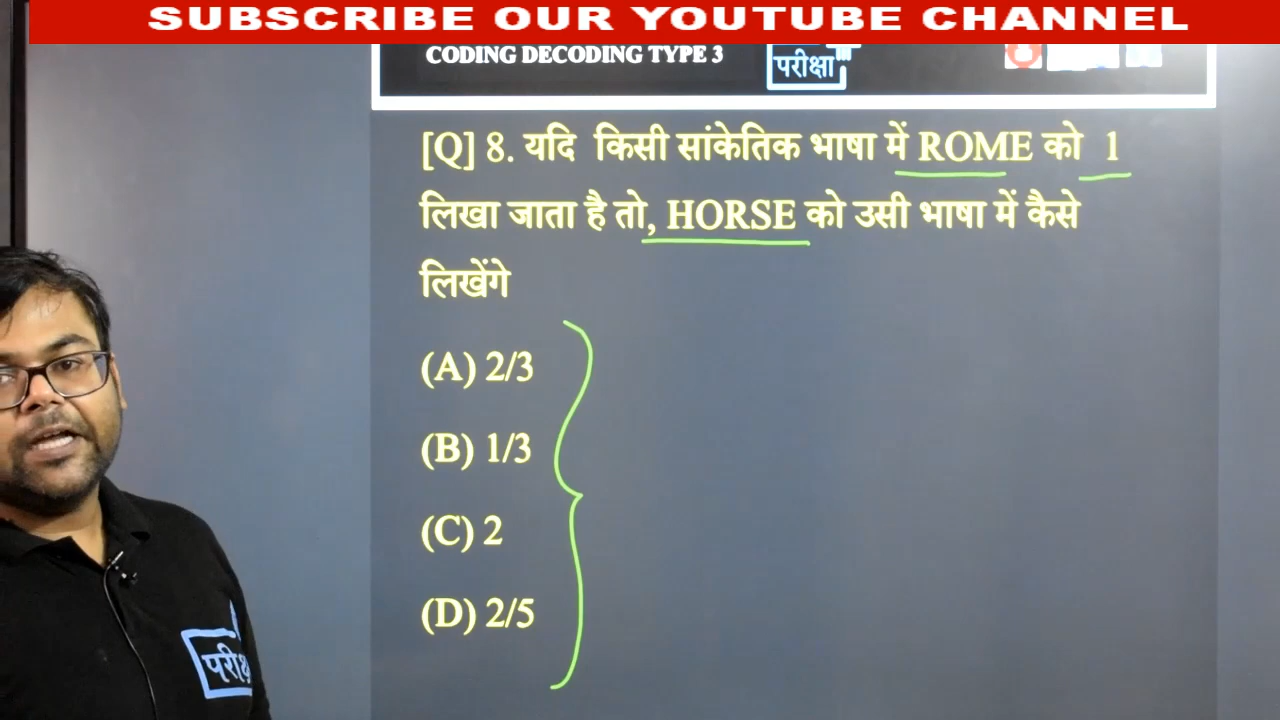 SUBSCRIBE OUR YOUTUBE CHANNEL
CODING DECODING TYPE 3
परीक्षा
[Q] 8. यदि किसी सांकेतिक भाषा में ROME को 1
लिखा जाता है तो, HORSE को उसी भाषा में कैसे
लिखेंगे
(A) 2/3
(B) 1/3
(C) 2
(D) 2/5